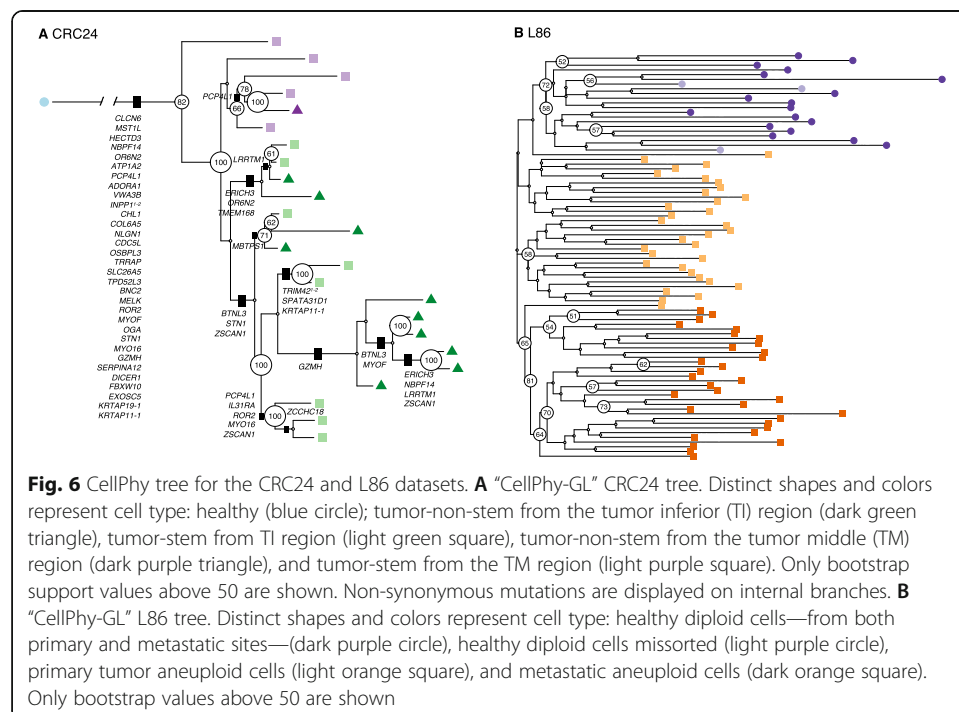 A CRC24
82
CLCN6
MST1L
HECTD3
NBPF14
OR6N2
ATP1A2
PCP4L1
ADORA1
VWA3B
INPP1¹⁻²
CHL1
COL6A5
NLGN1
CDC5L
OSBPL3
TRRAP
SLC26A5
TPD52L3
BNC2
MELK
ROR2
MYOF
OGA
STN1
MYO16
GZMH
SERPINA12
DICER1
FBXW10
EXOSC5
KRTAP19-1
KRTAP11-1
78
PCP4L1
100
66
100
61
LRRTM1
ERICH3
OR6N2
TMEM168
62
71
MBTPS1
100
BTNL3
STN1
ZSCAN1
TRIM42¹⁻²
SPATA31D1
KRTAP11-1
100
BTNL3
MYOF
100
GZMH
100
ERICH3
NBPF14
LRRTM1
ZSCAN1
100
PCP4L1
IL31RA
ROR2
MYO16
ZSCAN1
ZCCHC18
100
B L86
52
72
56
58
57
58
51
54
65
62
81
57
73
70
64
Fig. 6 CellPhy tree for the CRC24 and L86 datasets. A “CellPhy-GL” CRC24 tree. Distinct shapes and colors
represent cell type: healthy (blue circle); tumor-non-stem from the tumor inferior (TI) region (dark green
triangle), tumor-stem from TI region (light green square), tumor-non-stem from the tumor middle (TM)
region (dark purple triangle), and tumor-stem from the TM region (light purple square). Only bootstrap
support values above 50 are shown. Non-synonymous mutations are displayed on internal branches. B
“CellPhy-GL” L86 tree. Distinct shapes and colors represent cell type: healthy diploid cells—from both
primary and metastatic sites—(dark purple circle), healthy diploid cells missorted (light purple circle),
primary tumor aneuploid cells (light orange square), and metastatic aneuploid cells (dark orange square).
Only bootstrap values above 50 are shown